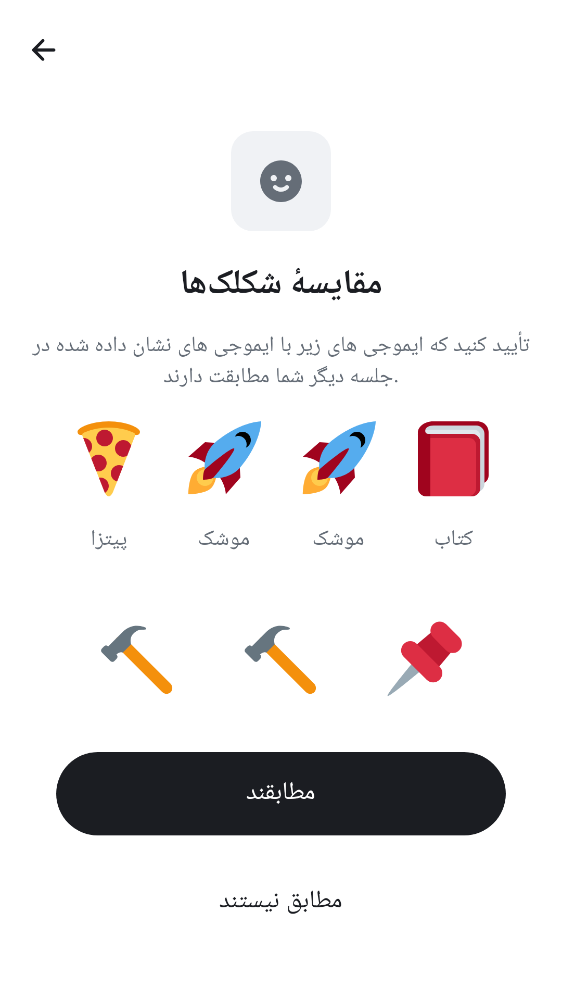 مقایسهٔ شکلک‌ها
تأیید کنید که ایموجی های زیر با ایموجی های نشان داده شده در
جلسه دیگر شما مطابقت دارند.
کتاب
موشک
موشک
پیتزا
مطابقند
مطابق نیستند